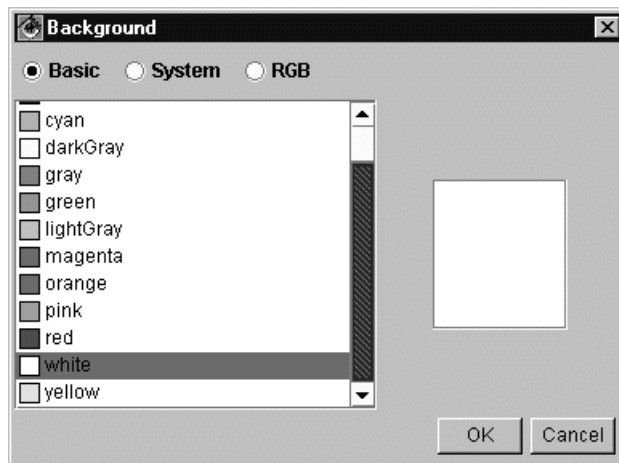 Background
Basic System RGB
cyan
darkGray
gray
green
lightGray
magenta
orange
pink
red
white
yellow
OK Cancel